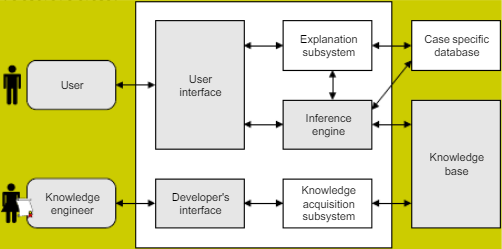 User
User
interface
Explanation
subsystem
Case specific
database
Inference
engine
Knowledge
base
Knowledge
engineer
Developer's
interface
Knowledge
acquisition
subsystem